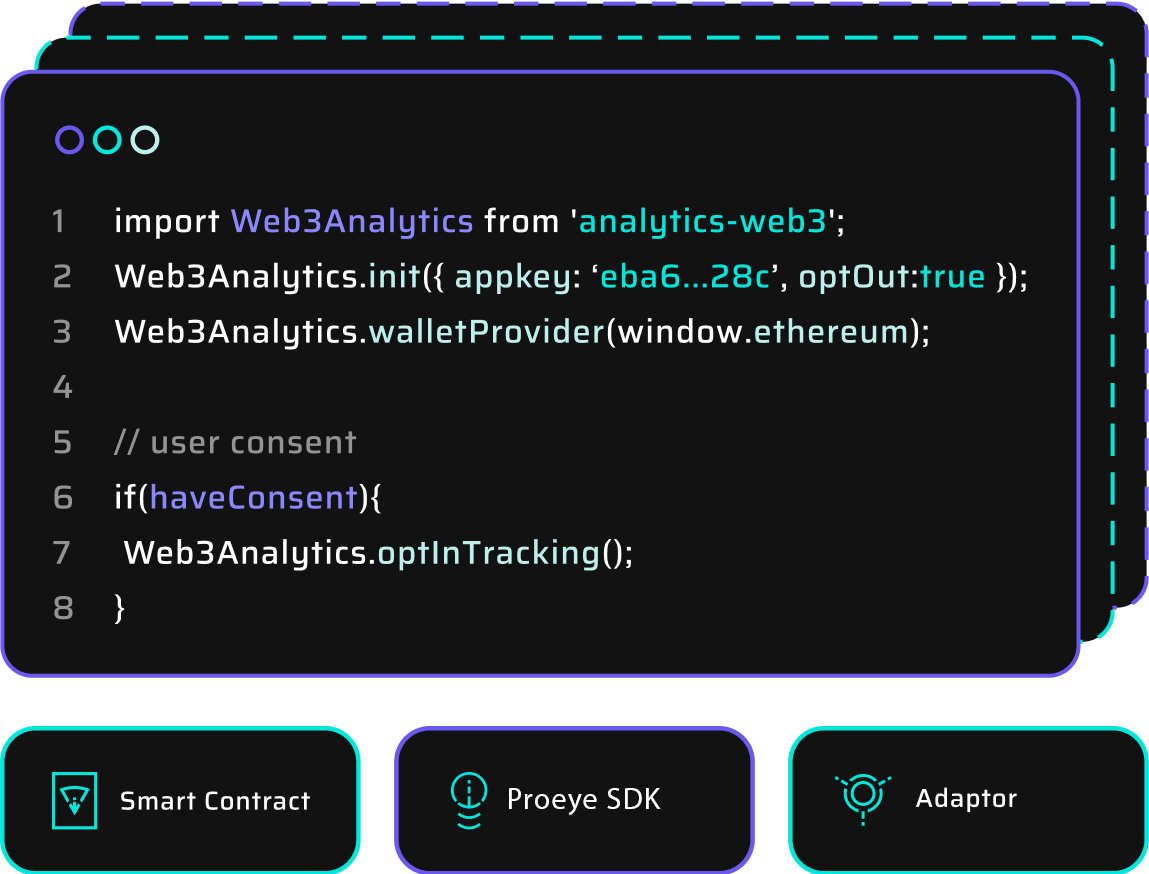 1 import Web3Analytics from 'analytics-web3';
2 Web3Analytics.init({ appkey: ‘eba6...28c’, optOut:true });
3 Web3Analytics.walletProvider(window.ethereum);
4
5 // user consent
6 if(haveConsent){
7 Web3Analytics.optInTracking();
8 }
Smart Contract
Proeye SDK
Adaptor